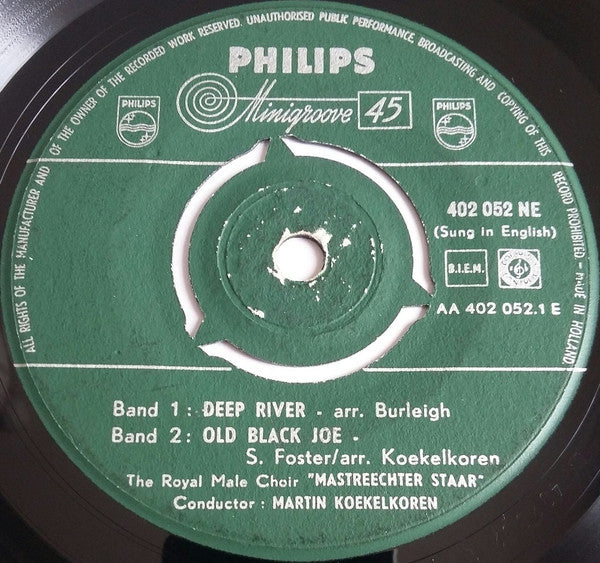 ALL RIGHTS OF THE MANUFACTURER AND OF THE OWNER OF THE RECORDED WORK RESERVED. UNAUTHORISED PUBLIC PERFORMANCE, BROADCASTING AND COPYING OF THIS RECORD PROHIBITED - MADE IN HOLLAND
PHILIPS
PHILIPS
Minigroove 45
PHILIPS
402 052 NE
(Sung in English)
B.I.E.M.
AA 402 052.1 E
Band 1 : DEEP RIVER - arr. Burleigh
Band 2 : OLD BLACK JOE -
S. Foster/arr. Koekelkoren
The Royal Male Choir "MASTREECHTER STAAR"
Conductor : MARTIN KOEKELKOREN